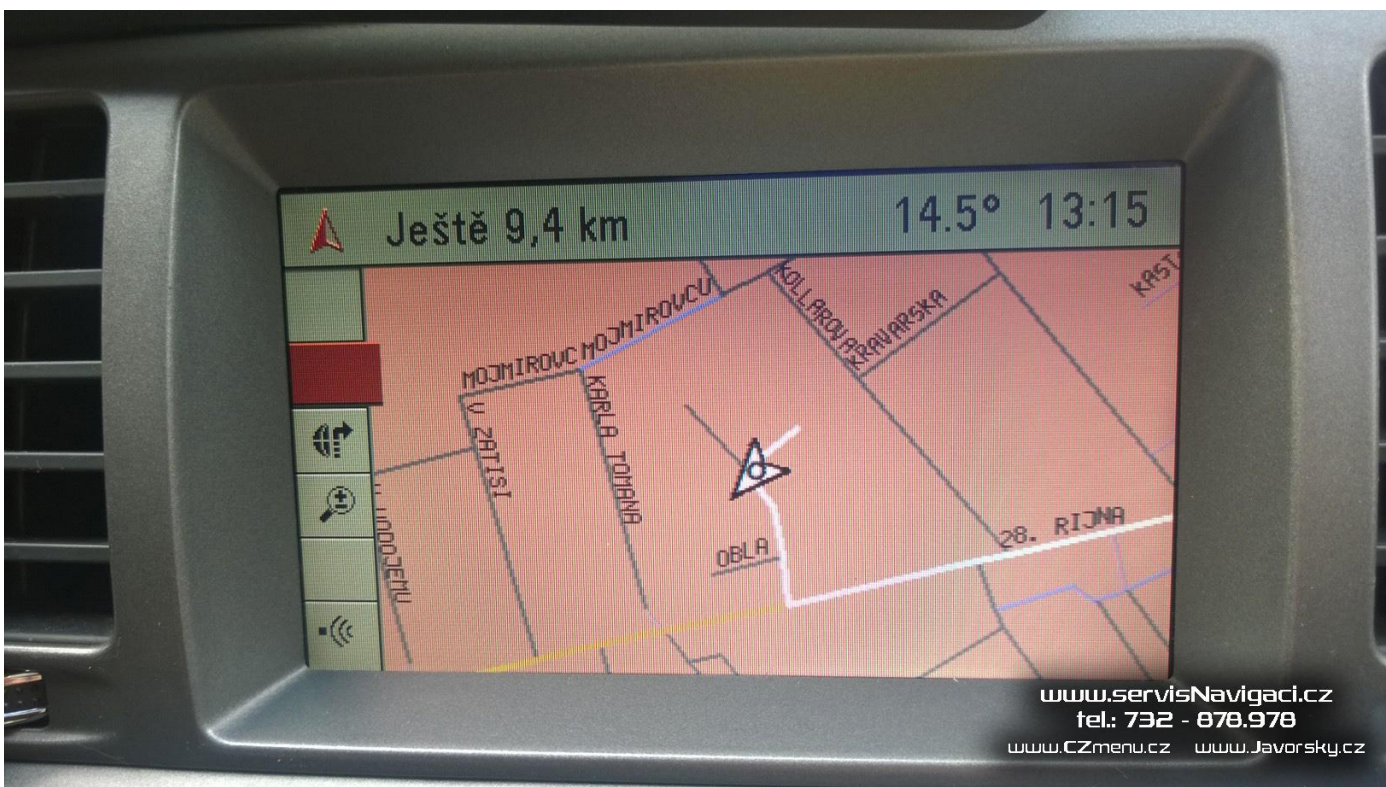 Ještě 9,4 km 14.5° 13:15
MOJMIROVCU
KOLLAROVA
KRAVARSKA
KAST
MOJMIROVC
V ZATISI
KARLA TOMANA
VODOJEMU
OBLA
28. RIJNA
www.servisNavigaci.cz
tel.: 732 - 878.978
www.CZmenu.cz www.Javorsky.cz